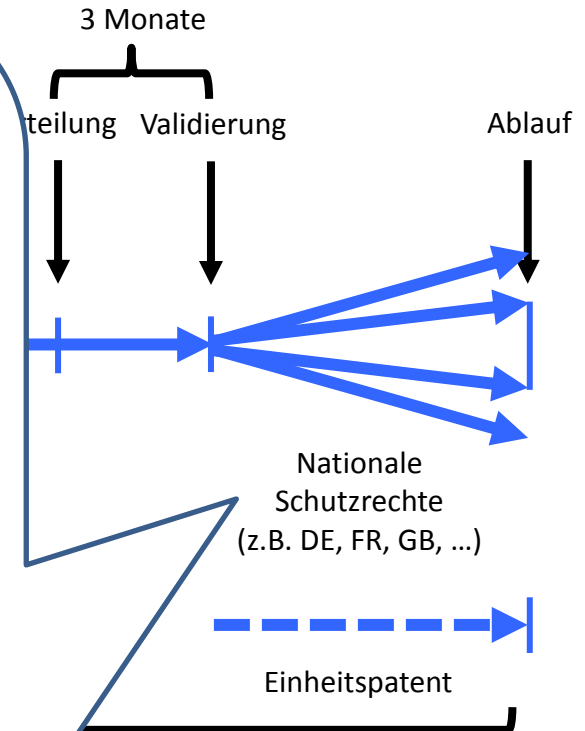 3 Monate
teilung Validierung Ablauf
Nationale
Schutzrechte
(z.B. DE, FR, GB, ...)
Einheitspatent